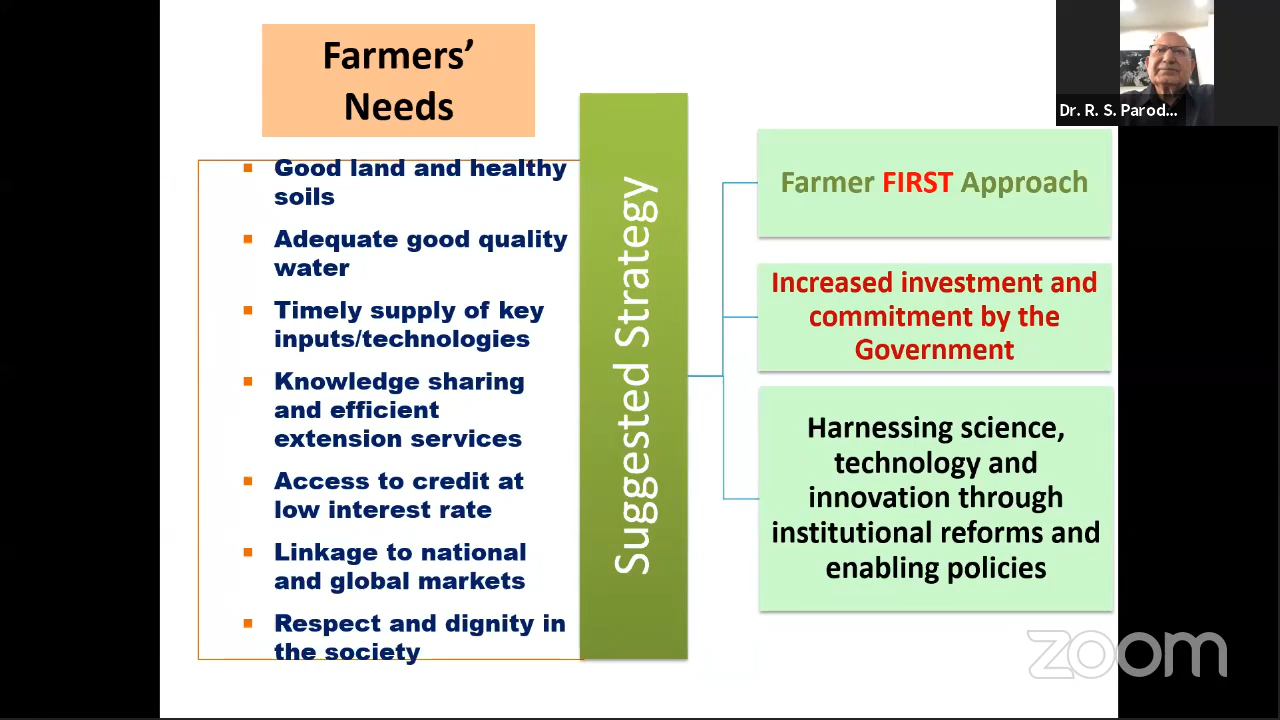 Farmers’
Needs
Good land and healthy
soils
Adequate good quality
water
Timely supply of key
inputs/technologies
Knowledge sharing
and efficient
extension services
Access to credit at
low interest rate
Linkage to national
and global markets
Respect and dignity in
the society
Suggested Strategy
Farmer FIRST Approach
Increased investment and
commitment by the
Government
Harnessing science,
technology and
innovation through
institutional reforms and
enabling policies
Dr. R. S. Parod...
zoom